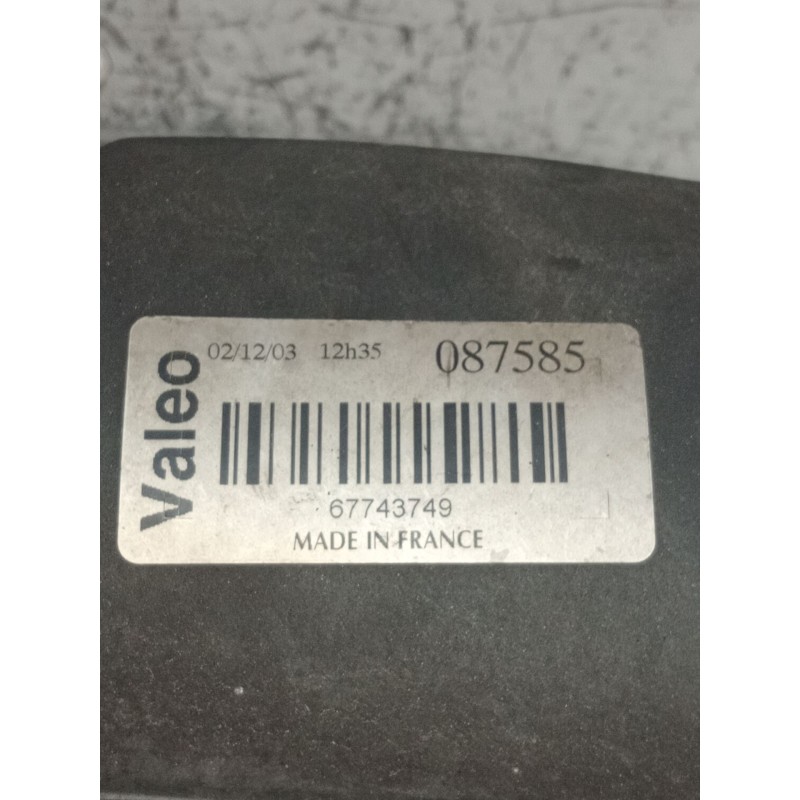 Valeo
02/12/03 12h35 087585
67743749
MADE IN FRANCE